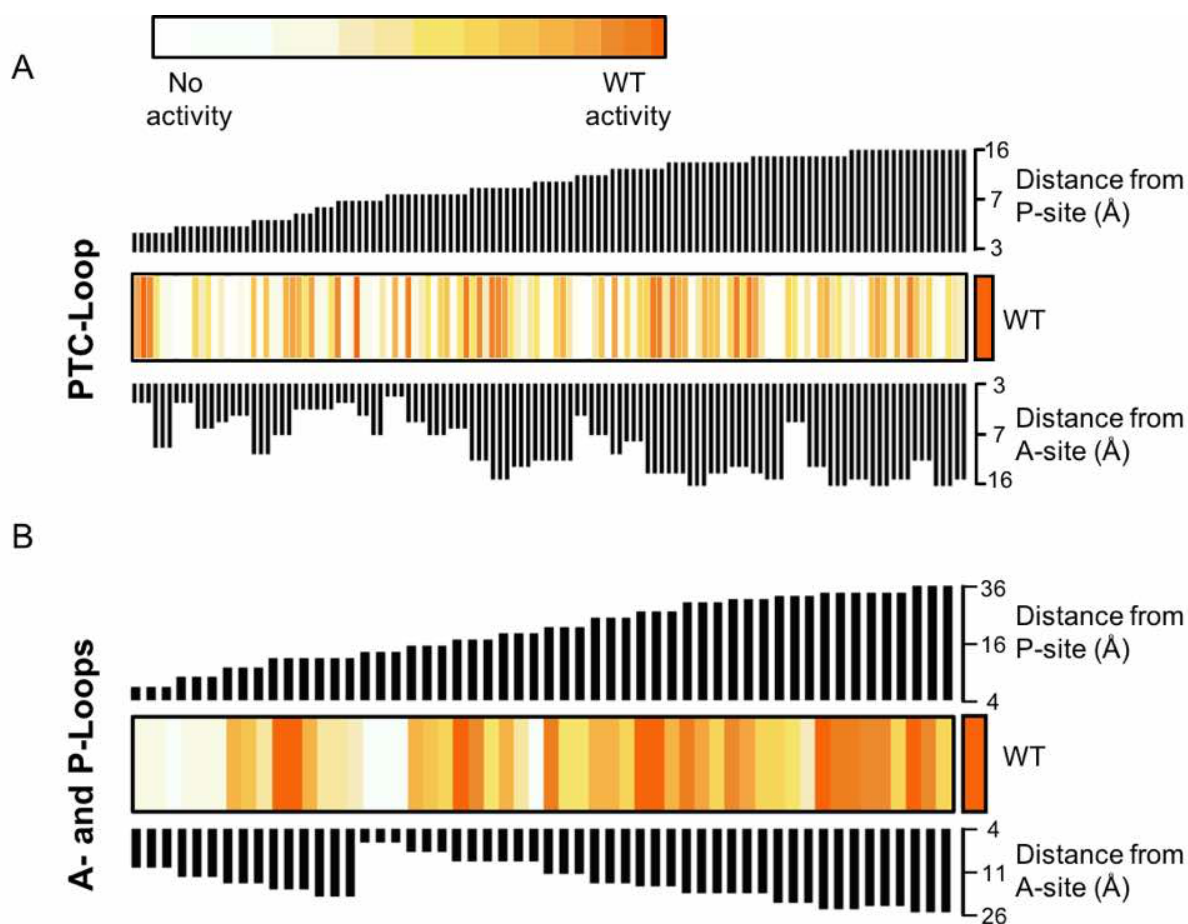 A
No
activity
WT
activity
PTC-Loop
16
7
3
Distance from
P-site (Å)
WT
3
7
16
Distance from
A-site (Å)
B
A- and P-Loops
36
16
4
Distance from
P-site (Å)
WT
4
11
26
Distance from
A-site (Å)